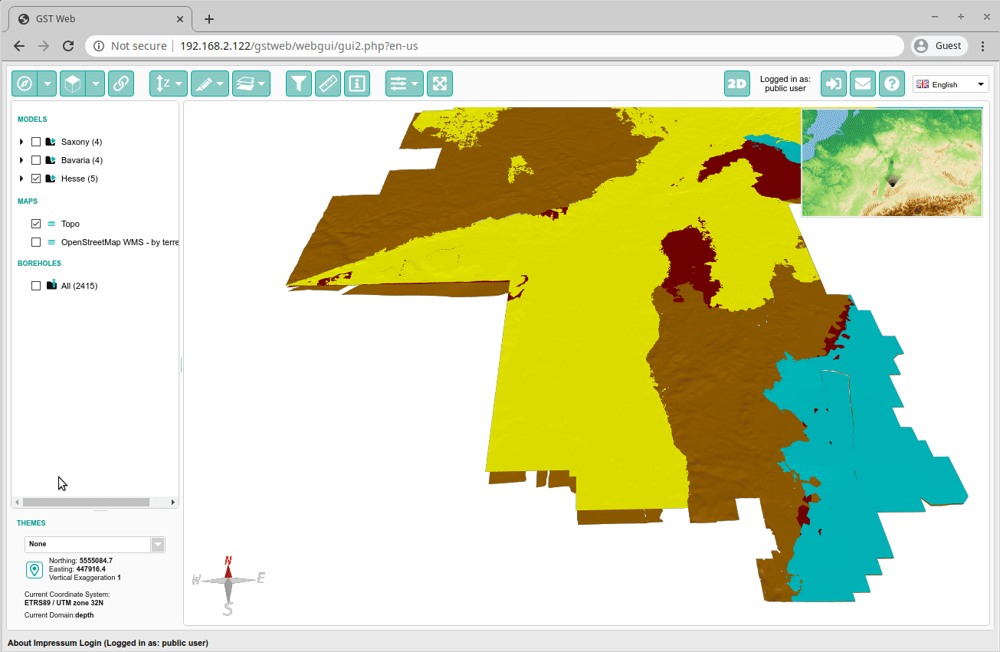 GST Web
Not secure
192.168.2.122/gstweb/webgui/gui2.php?en-us
Guest
Z
2D
Logged in as:
public user
English
MODELS
Saxony (4)
Bavaria (4)
Hesse (5)
MAPS
Topo
OpenStreetMap WMS - by terre
BOREHOLES
All (2415)
THEMES
None
Northing: 5555084.7
Easting: 447916.4
Vertical Exaggeration 1
Current Coordinate System:
ETRS89 / UTM zone 32N
Current Domain:depth
N
W
E
S
About Impressum Login (Logged in as: public user)